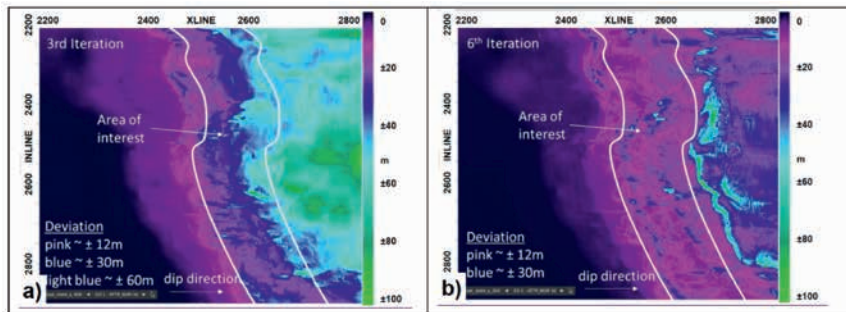 2200 2400 XLINE 2600 2800
3rd Iteration
Area of
interest
2200
2400
INLINE
2600
2800
Deviation
pink ~ ± 12m
blue ~ ± 30m
light blue ~ ± 60m
dip direction
a)
0
±20
±40
m
±60
±80
±100
2200 2400 XLINE 2600 2800
6th Iteration
Area of
interest
2200
2400
INLINE
2600
2800
Deviation
pink ~ ± 12m
blue ~ ± 30m
dip direction
b)
0
±20
±40
m
±60
±80
±100